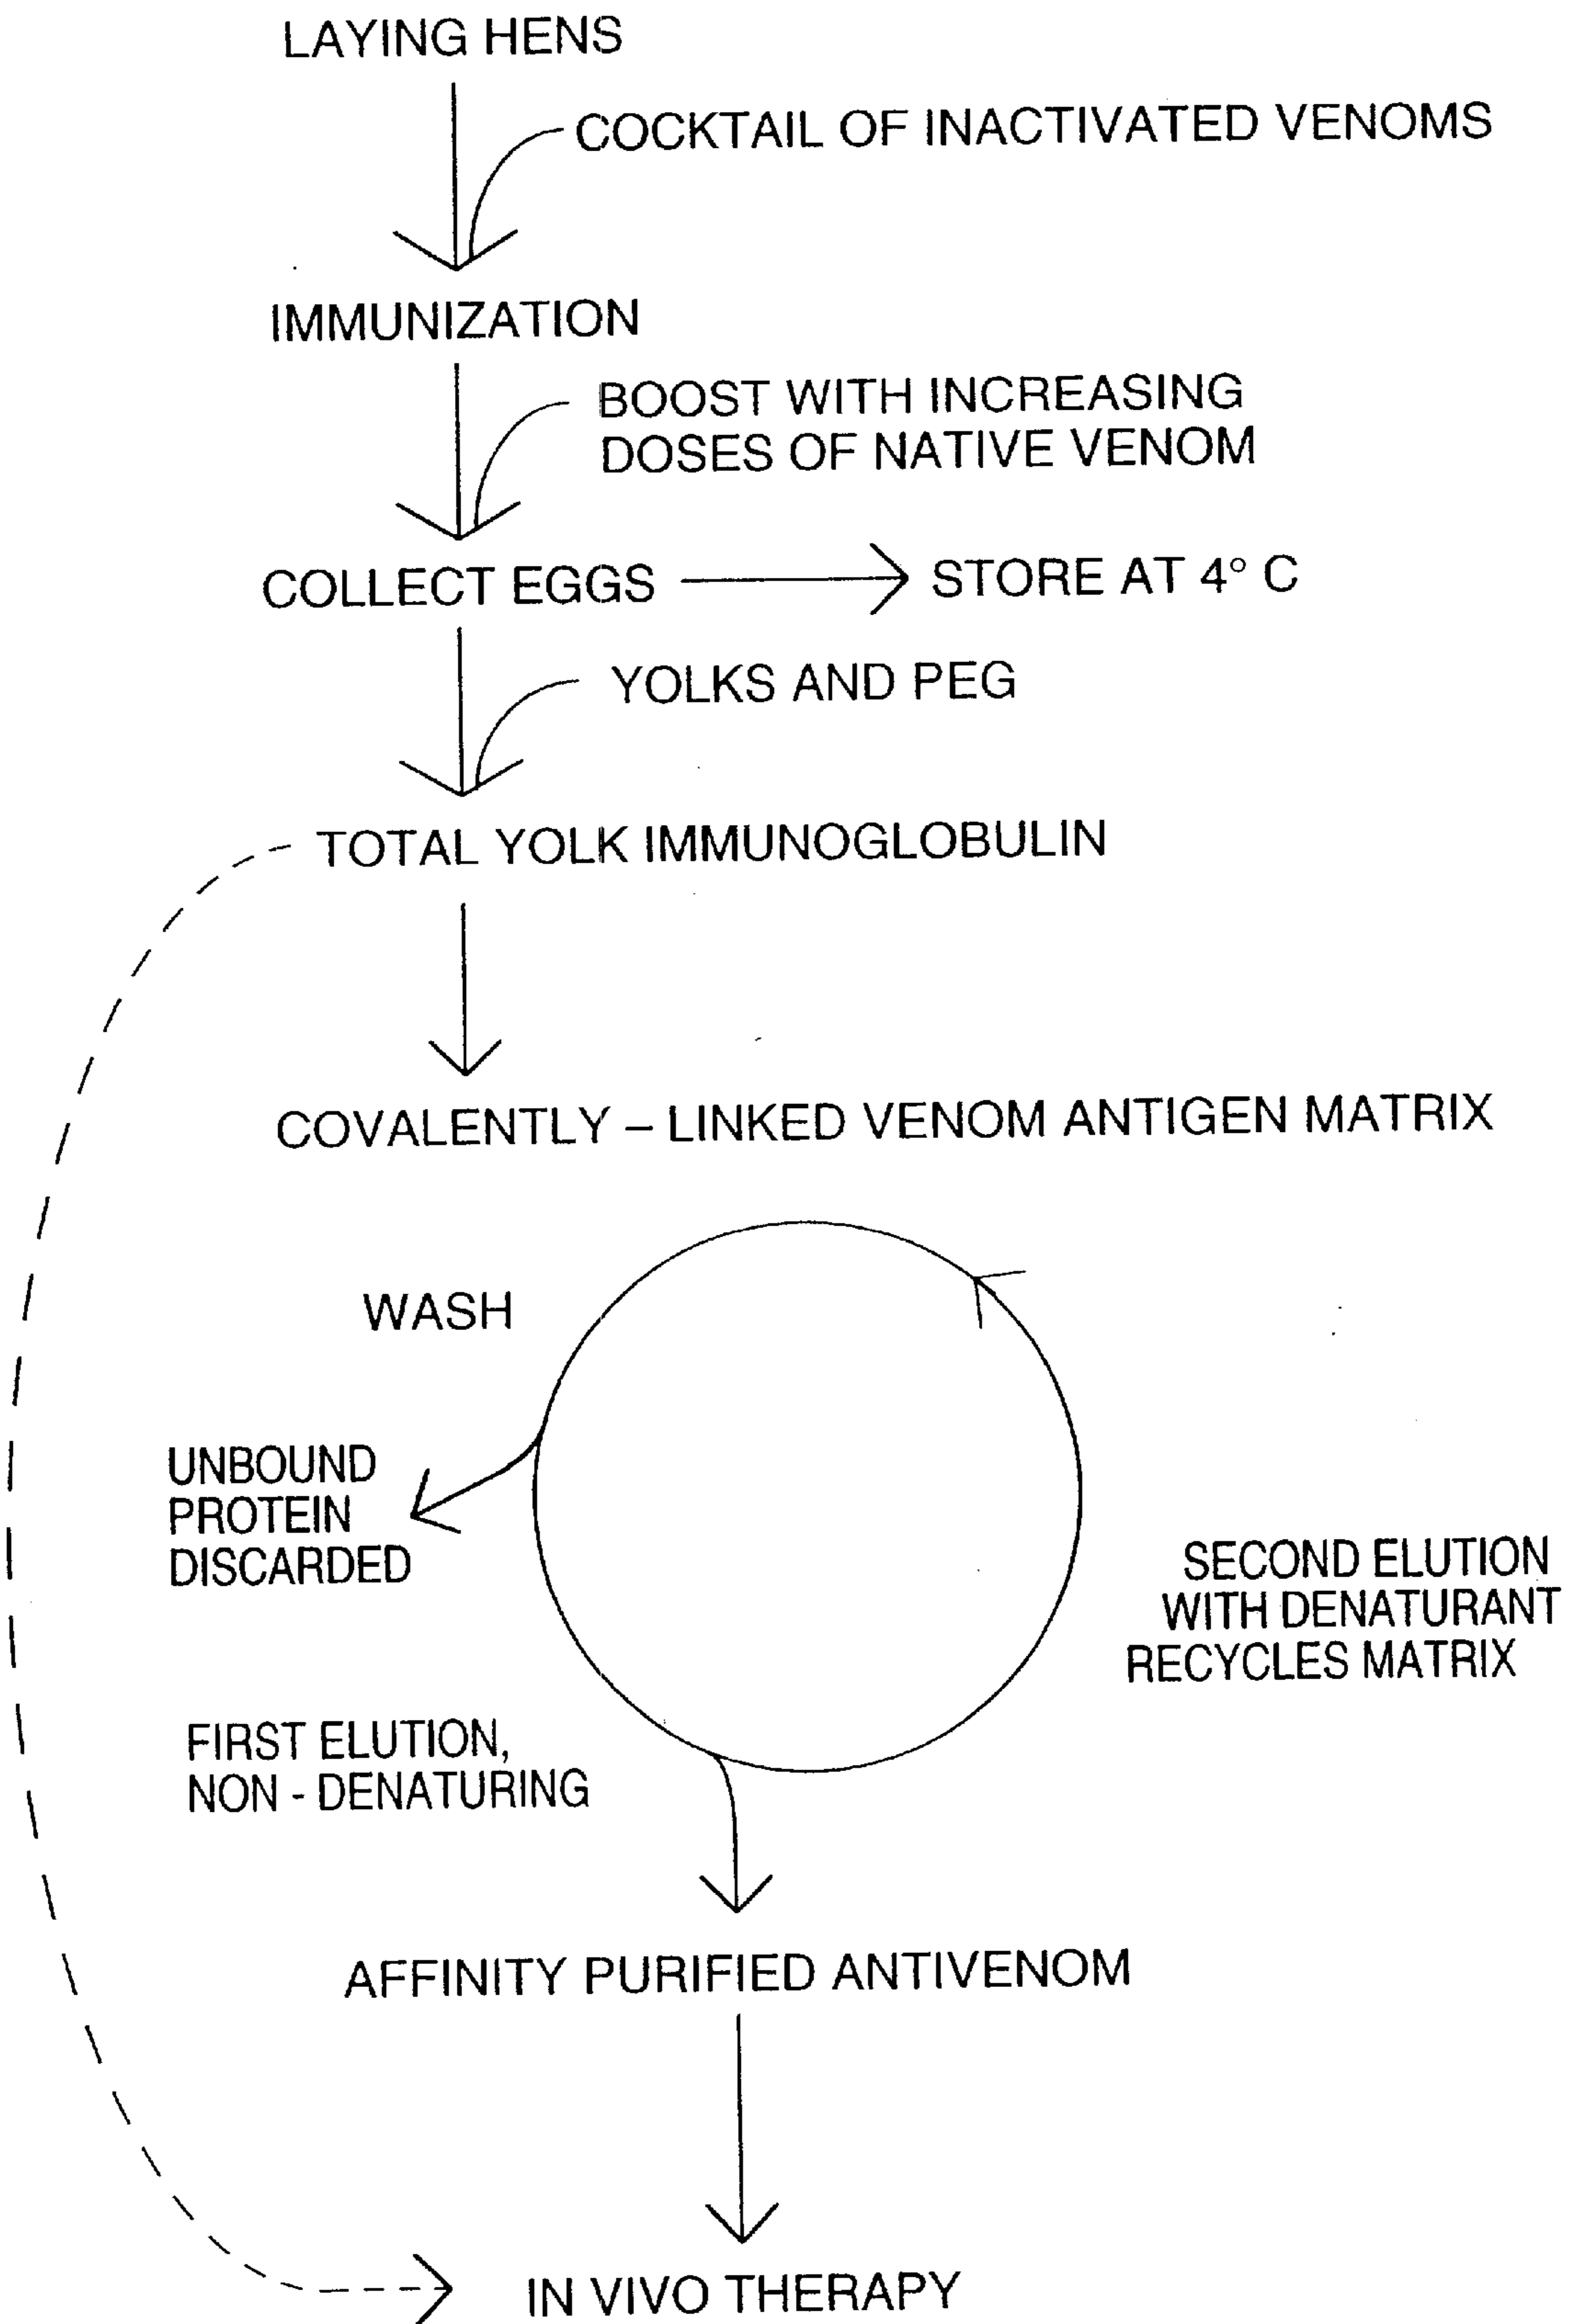 LAYING HENS
COCKTAIL OF INACTIVATED VENOMS
IMMUNIZATION
BOOST WITH INCREASING
DOSES OF NATIVE VENOM
COLLECT EGGS
STORE AT 4° C
YOLKS AND PEG
TOTAL YOLK IMMUNOGLOBULIN
COVALENTLY – LINKED VENOM ANTIGEN MATRIX
WASH
UNBOUND
PROTEIN
DISCARDED
SECOND ELUTION
WITH DENATURANT
RECYCLES MATRIX
FIRST ELUTION,
NON - DENATURING
AFFINITY PURIFIED ANTIVENOM
IN VIVO THERAPY